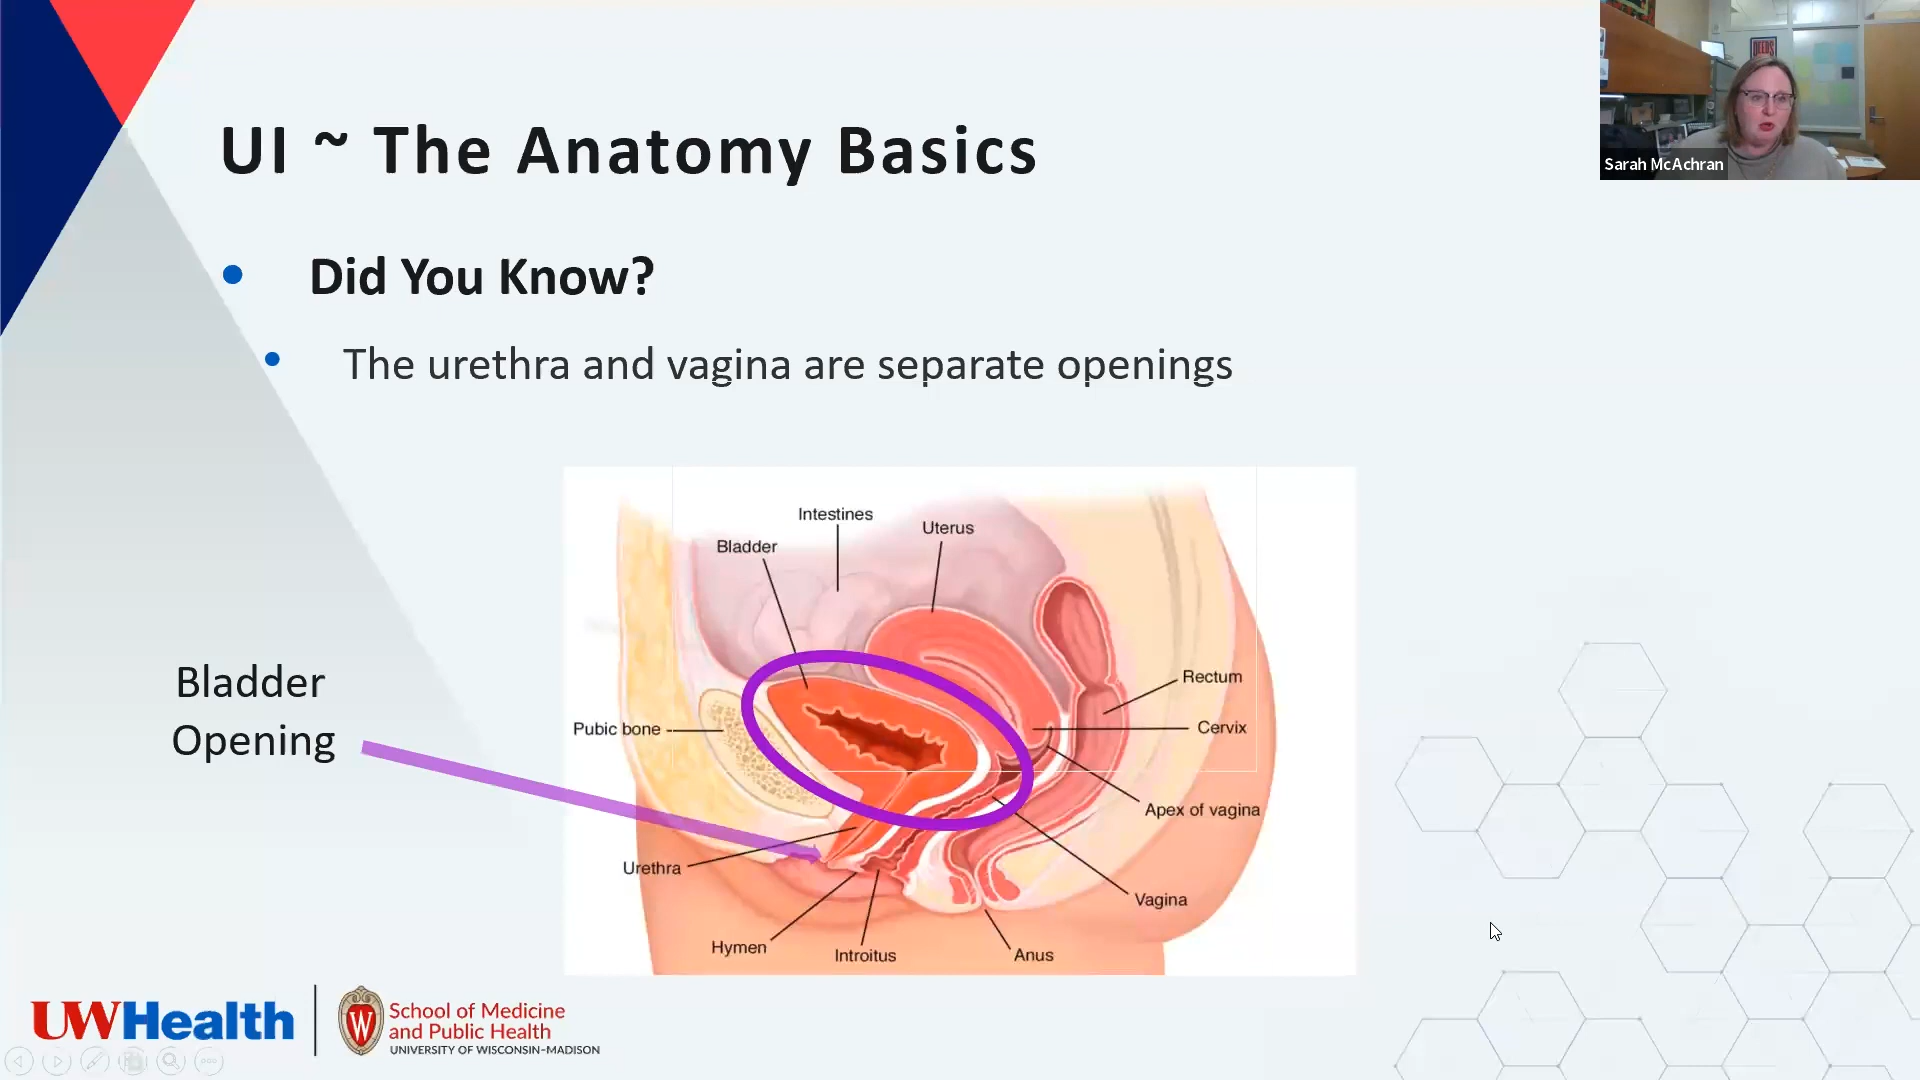 UI ~ The Anatomy Basics
Did You Know?
The urethra and vagina are separate openings
Bladder
Opening
Intestines
Uterus
Bladder
Rectum
Pubic bone
Cervix
Apex of vagina
Urethra
Vagina
Hymen
Introitus
Anus
UWHealth
School of Medicine
and Public Health
UNIVERSITY OF WISCONSIN–MADISON
W
Sarah McAchran